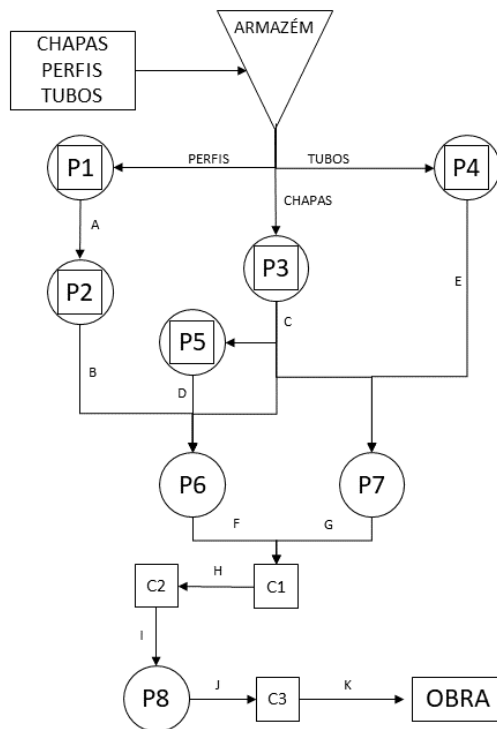 ARMAZÉM
CHAPAS
PERFIS
TUBOS
PERFIS
TUBOS
P1
P4
CHAPAS
A
P3
E
P2
C
P5
B
D
P6
P7
F
G
H
C2
C1
I
J
K
P8
C3
OBRA